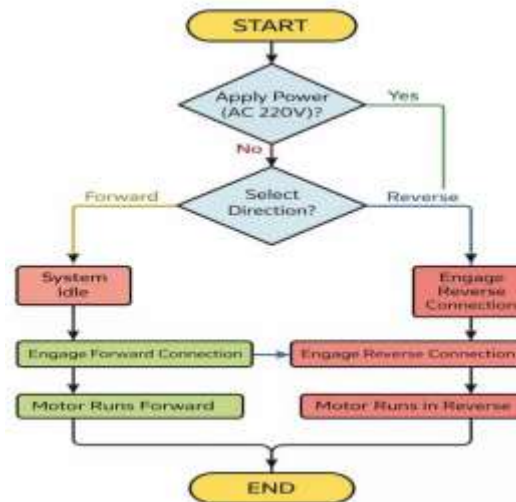 START
Apply Power
(AC 220V)?
Yes
No
Forward
Select
Direction?
Reverse
System
Idle
Engage
Reverse
Connection
Engage Forward Connection
Engage Reverse Connection
Motor Runs Forward
Motor Runs in Reverse
END